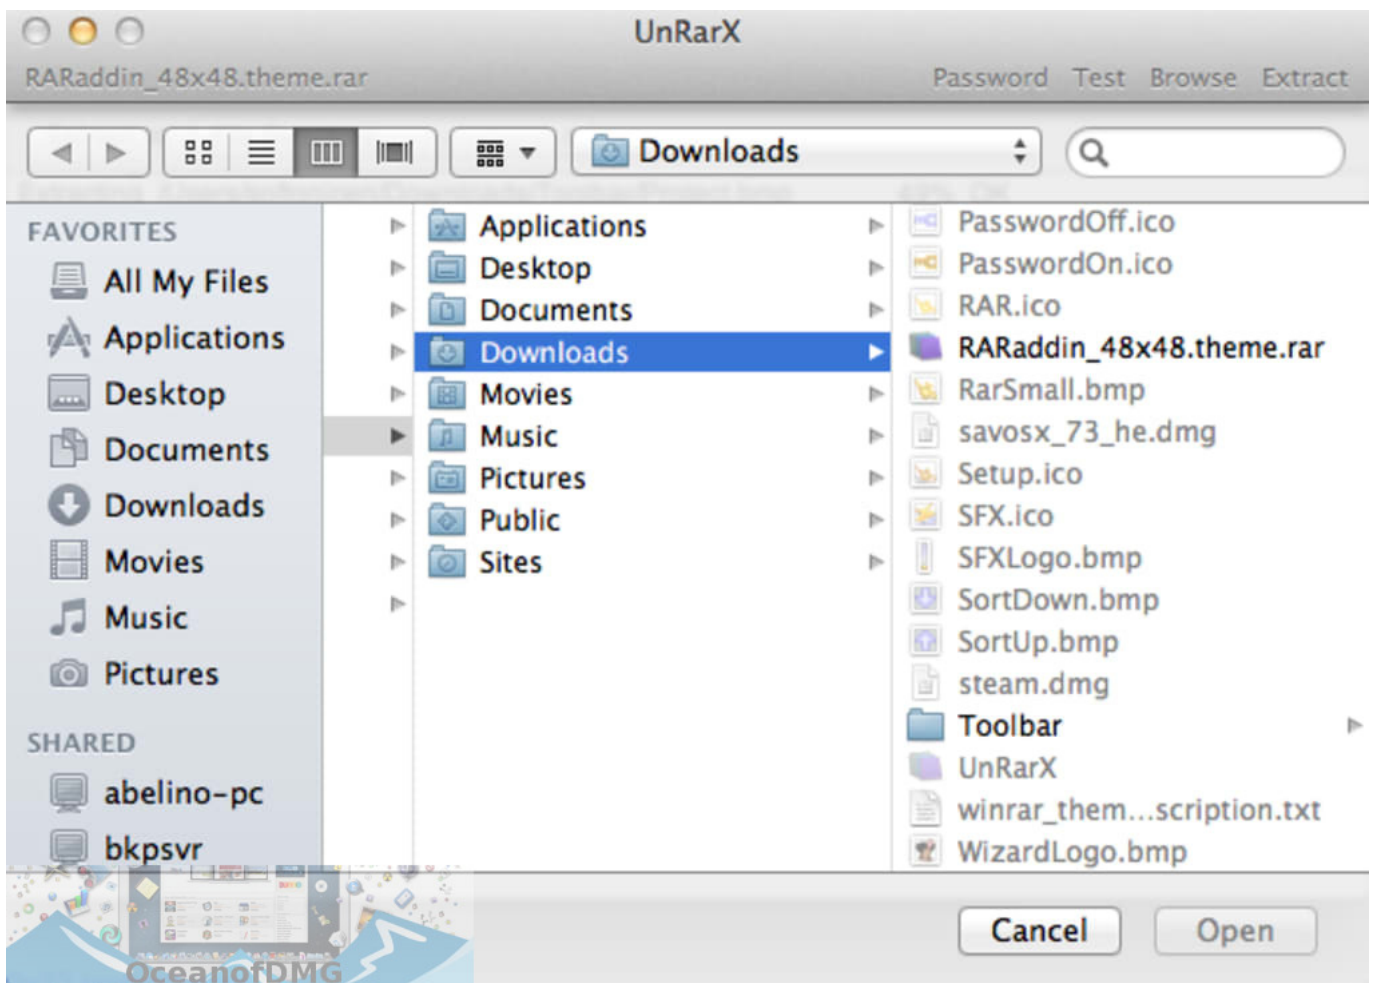 UnRarX
RARaddin_48x48.theme.rar
Password Test Browse Extract
Downloads
FAVORITES
All My Files
Applications
Desktop
Documents
Downloads
Movies
Music
Pictures
SHARED
abelino-pc
bkpsvr
Applications
Desktop
Documents
Downloads
Movies
Music
Pictures
Public
Sites
PasswordOff.ico
PasswordOn.ico
RAR.ico
RARaddin_48x48.theme.rar
RarSmall.bmp
savosx_73_he.dmg
Setup.ico
SFX.ico
SFXLogo.bmp
SortDown.bmp
SortUp.bmp
steam.dmg
Toolbar
UnRarX
winrar_them...scription.txt
WizardLogo.bmp
Cancel
Open
OceanofDMG